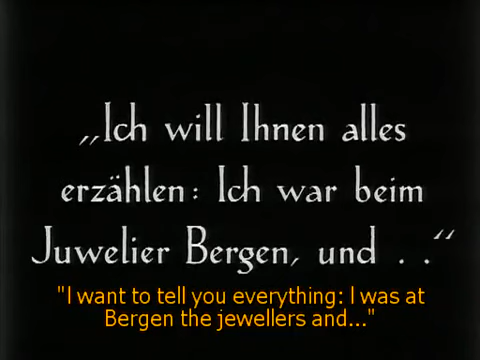 „Ich will Ihnen alles
erzählen: Ich war beim
Juwelier Bergen, und . .“
"I want to tell you everything: I was at
Bergen the jewellers and..."